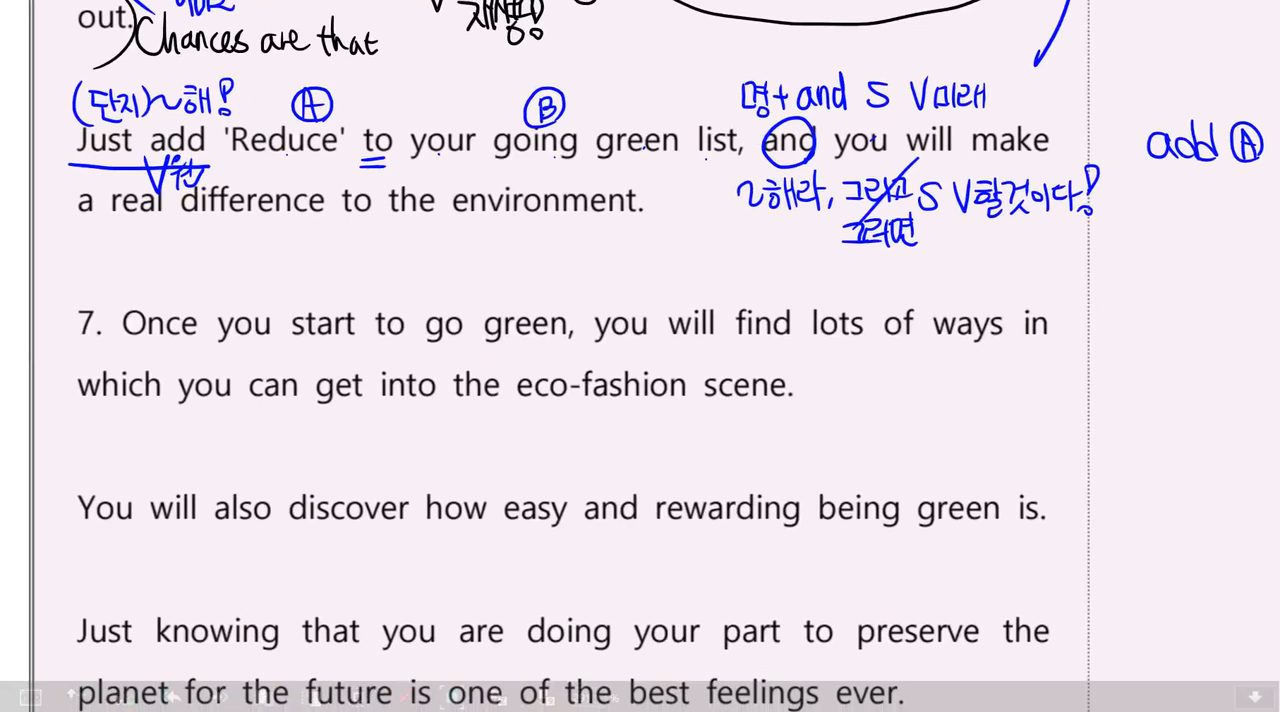 out.
Chances are that
재생
(단지)~해! Ⓐ Ⓑ 명+ and S V미래
Just add 'Reduce' to your going green list, and you will make
add Ⓐ
V원
a real difference to the environment.
~해라, 그리고 S V할것이다!
그러면
7. Once you start to go green, you will find lots of ways in
which you can get into the eco-fashion scene.
You will also discover how easy and rewarding being green is.
Just knowing that you are doing your part to preserve the
planet for the future is one of the best feelings ever.